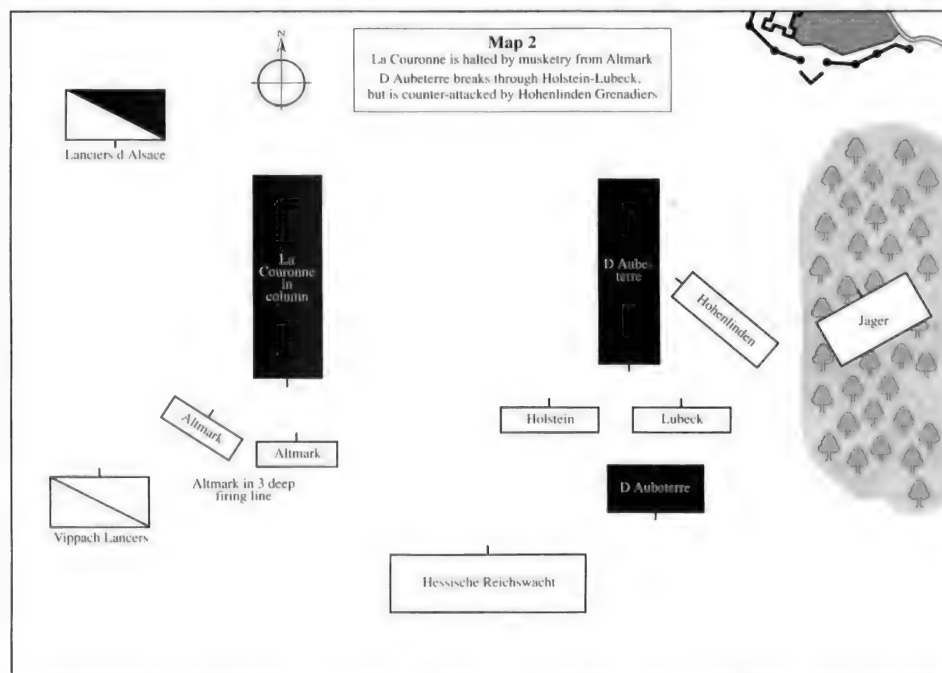 N
Map 2
La Couronne is halted by musketry from Altmark
D Aubeterre breaks through Holstein-Lubeck,
but is counter-attacked by Hohenlinden Grenadiers
Lanciers d Alsace
La
Couronne
in
column
D Aube-
terre
Hohenlinden
Jager
Altmark
Altmark
Holstein
Lubeck
Altmark in 3 deep
firing line
D Aubeterre
Vippach Lancers
Hessische Reichswacht